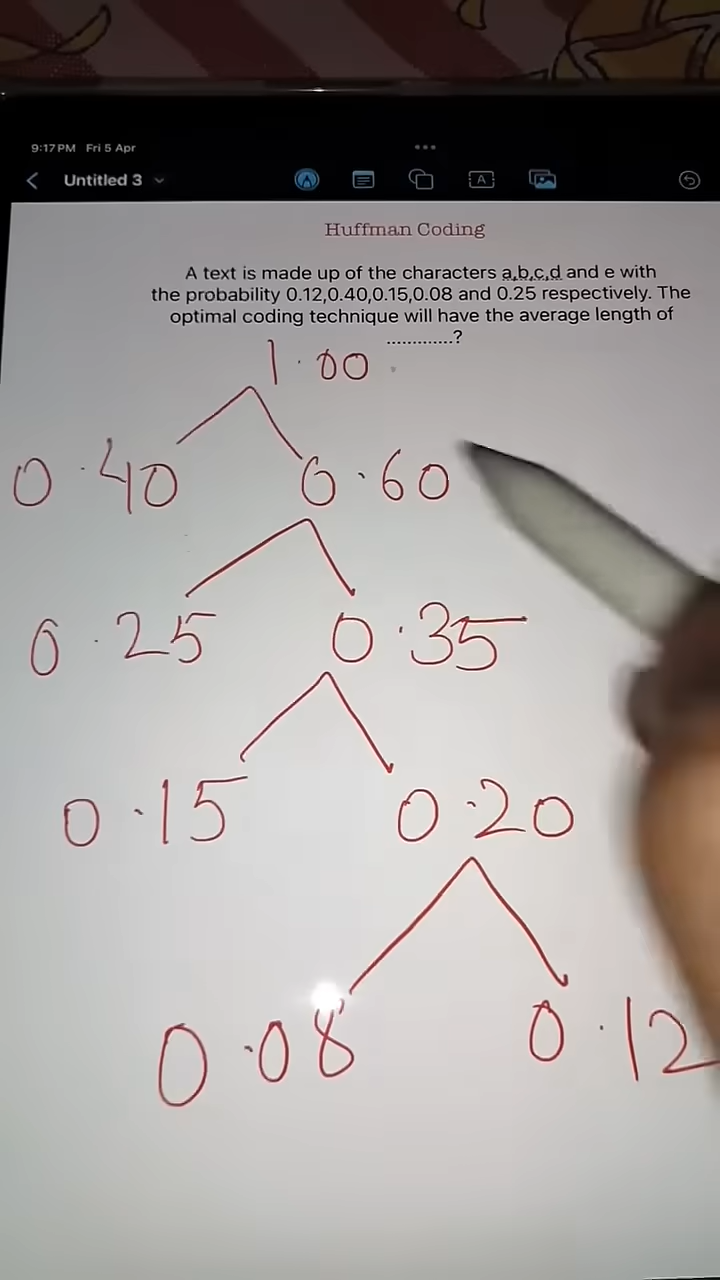 9:17 PM Fri 5 Apr
Untitled 3
A
Huffman Coding
A text is made up of the characters a,b,c,d and e with
the probability 0.12,0.40,0.15,0.08 and 0.25 respectively. The
optimal coding technique will have the average length of
.............?
1.00
0.40 0.60
0.25 0.35
0.15 0.20
0.08 0.12